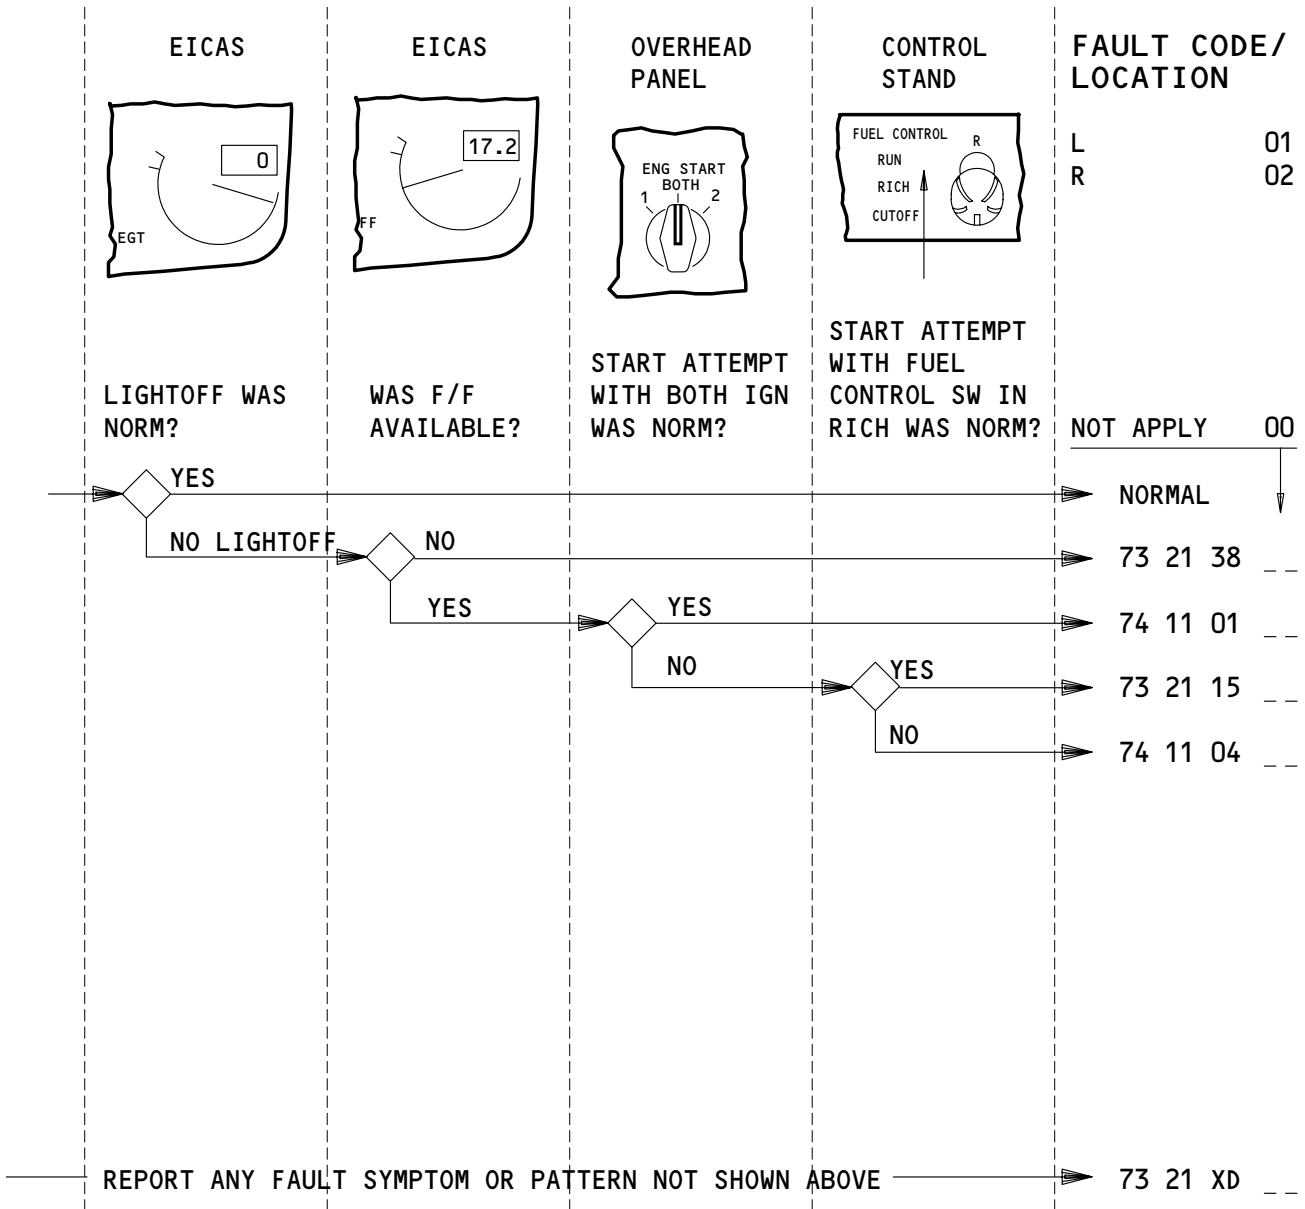 EICAS
EICAS
OVERHEAD
PANEL
CONTROL
STAND
FAULT CODE/
LOCATION
L 01
R 02
0
EGT
17.2
FF
ENG START
BOTH
1 2
FUEL CONTROL
R
RUN
RICH
CUTOFF
LIGHTOFF WAS
NORM?
WAS F/F
AVAILABLE?
START ATTEMPT
WITH BOTH IGN
WAS NORM?
START ATTEMPT
WITH FUEL
CONTROL SW IN
RICH WAS NORM?
NOT APPLY 00
YES
NORMAL
NO LIGHTOFF
NO
73 21 38 _ _
YES
YES
74 11 01 _ _
NO
YES
73 21 15 _ _
NO
74 11 04 _ _
REPORT ANY FAULT SYMPTOM OR PATTERN NOT SHOWN ABOVE
73 21 XD _ _